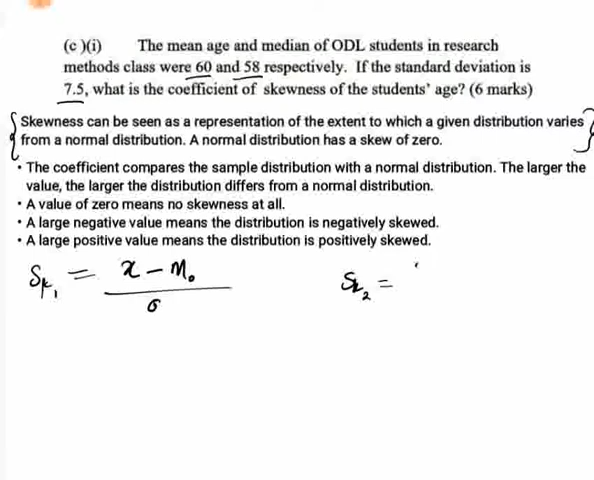 (c )(i) The mean age and median of ODL students in research
methods class were 60 and 58 respectively. If the standard deviation is
7.5, what is the coefficient of skewness of the students' age? (6 marks)
Skewness can be seen as a representation of the extent to which a given distribution varies
from a normal distribution. A normal distribution has a skew of zero.
• The coefficient compares the sample distribution with a normal distribution. The larger the
value, the larger the distribution differs from a normal distribution.
• A value of zero means no skewness at all.
• A large negative value means the distribution is negatively skewed.
• A large positive value means the distribution is positively skewed.
Sk₁ = x - M₀ / σ
Sk₂ =